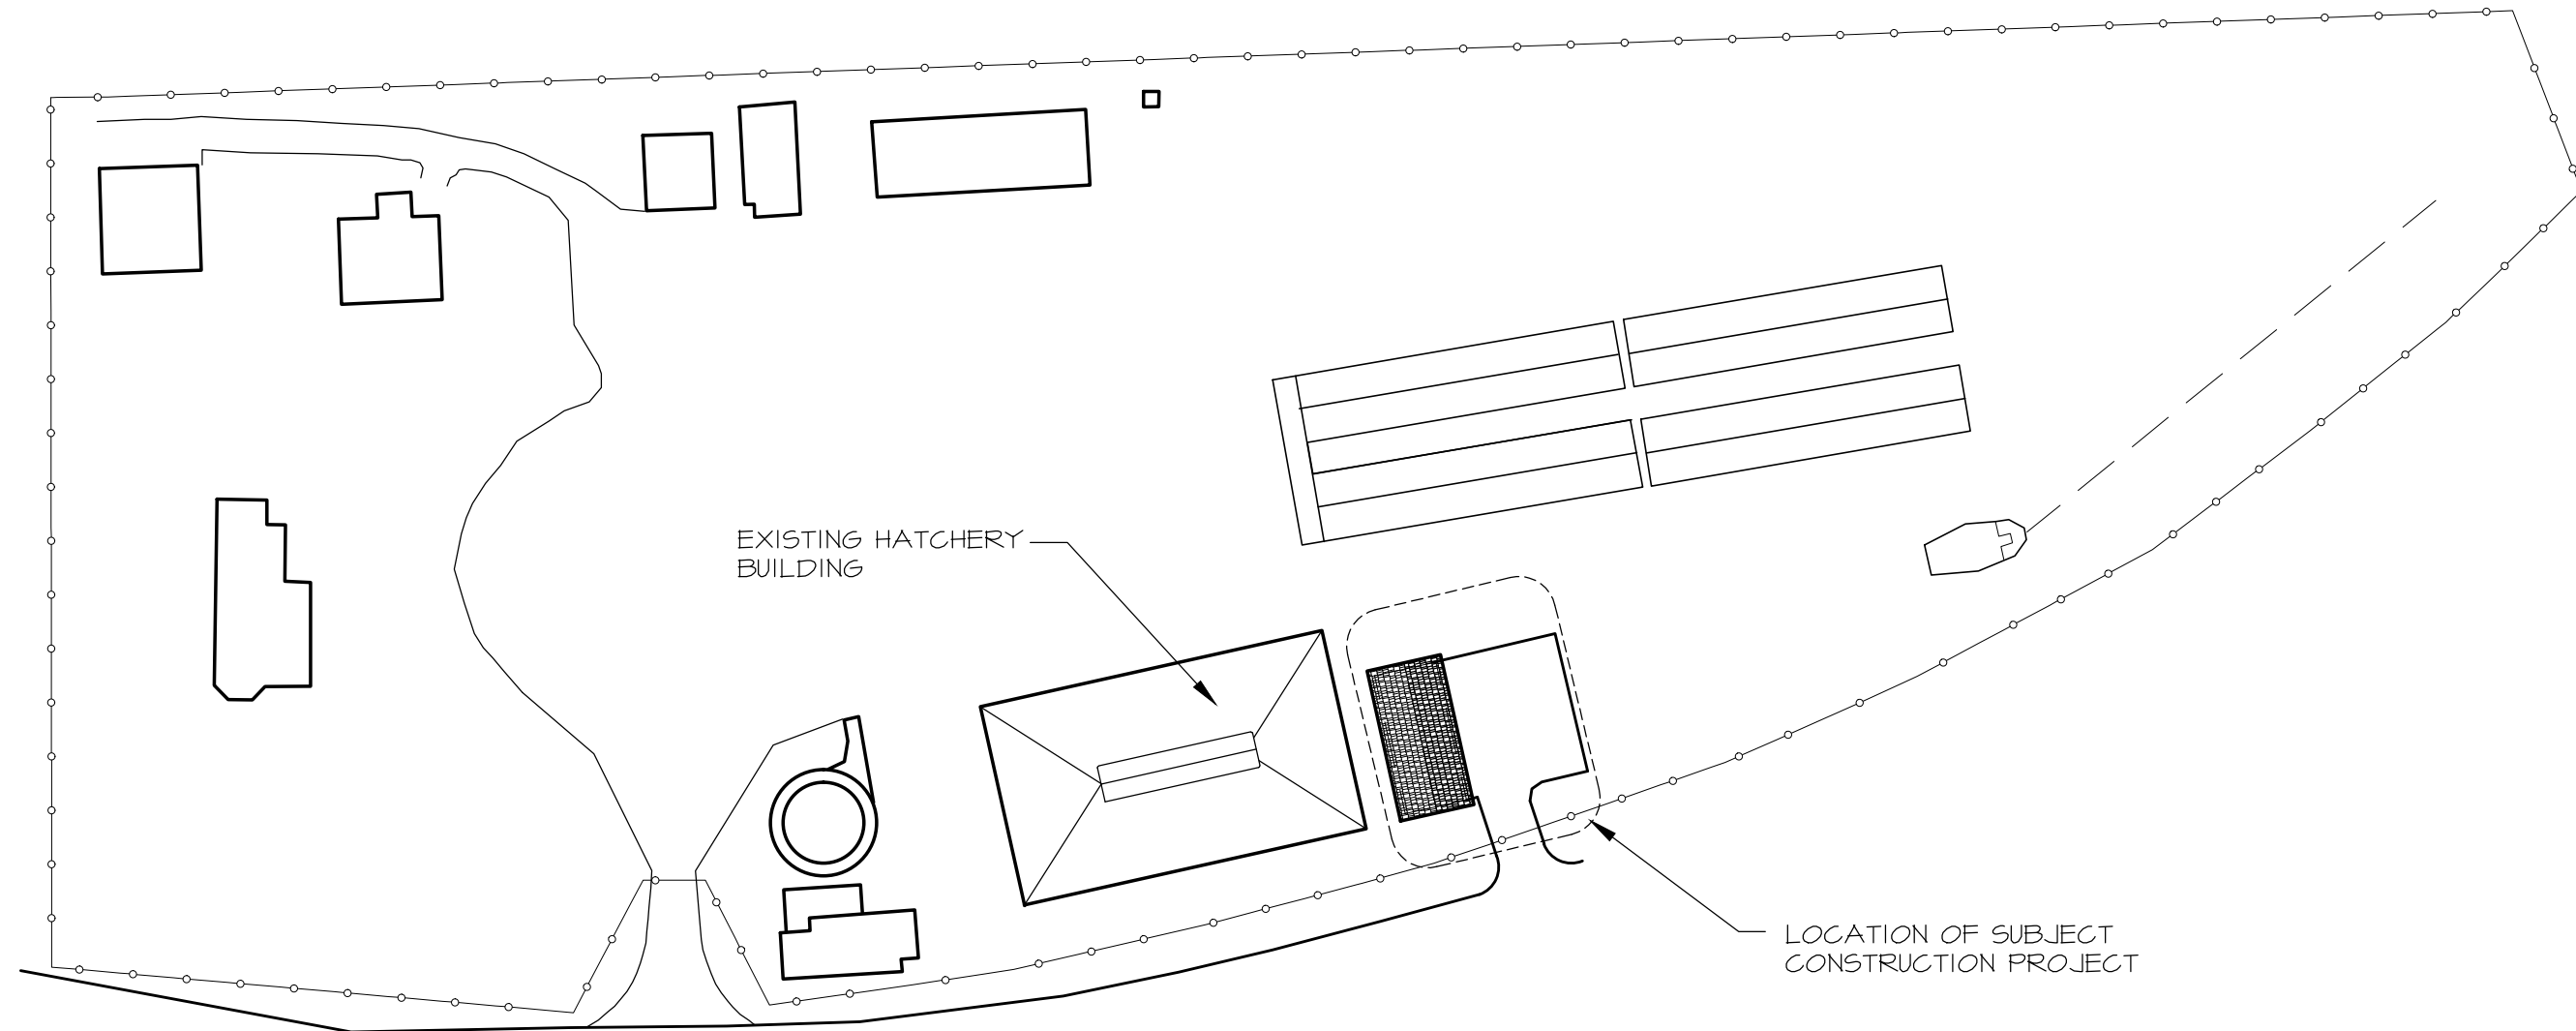 EXISTING HATCHERY
BUILDING
LOCATION OF SUBJECT
CONSTRUCTION PROJECT